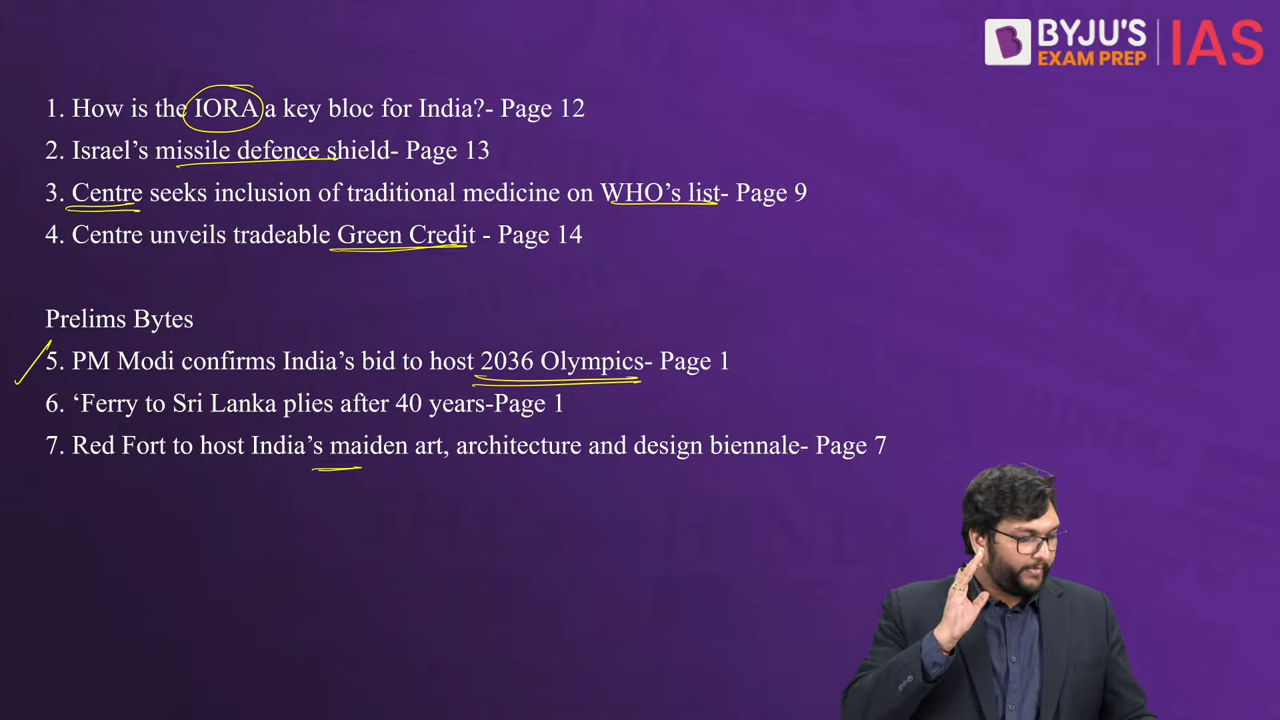 BYJU'S IAS
EXAM PREP
1. How is the IORA a key bloc for India?- Page 12
2. Israel’s missile defence shield- Page 13
3. Centre seeks inclusion of traditional medicine on WHO’s list- Page 9
4. Centre unveils tradeable Green Credit - Page 14
Prelims Bytes
5. PM Modi confirms India’s bid to host 2036 Olympics- Page 1
6. ‘Ferry to Sri Lanka plies after 40 years-Page 1
7. Red Fort to host India’s maiden art, architecture and design biennale- Page 7